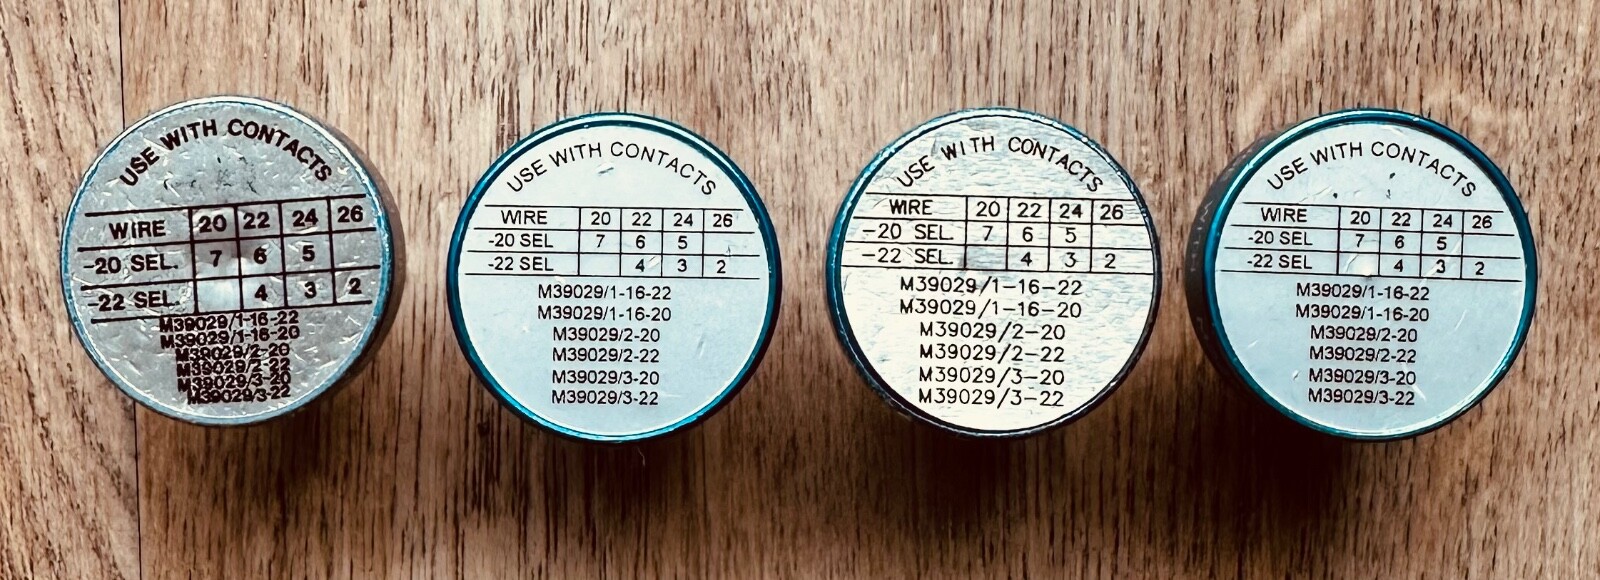 USE WITH CONTACTS
WIRE 20 22 24 26
-20 SEL. 7 6 5
-22 SEL. 4 3 2
M39029/1-16-22
M39029/1-16-20
M39029/2-20
M39029/2-22
M39029/3-20
M39029/3-22
USE WITH CONTACTS
WIRE 20 22 24 26
-20 SEL 7 6 5
-22 SEL 4 3 2
M39029/1-16-22
M39029/1-16-20
M39029/2-20
M39029/2-22
M39029/3-20
M39029/3-22
USE WITH CONTACTS
WIRE 20 22 24 26
-20 SEL. 7 6 5
-22 SEL. 4 3 2
M39029/1-16-22
M39029/1-16-20
M39029/2-20
M39029/2-22
M39029/3-20
M39029/3-22
USE WITH CONTACTS
WIRE 20 22 24 26
-20 SEL 7 6 5
-22 SEL 4 3 2
M39029/1-16-22
M39029/1-16-20
M39029/2-20
M39029/2-22
M39029/3-20
M39029/3-22